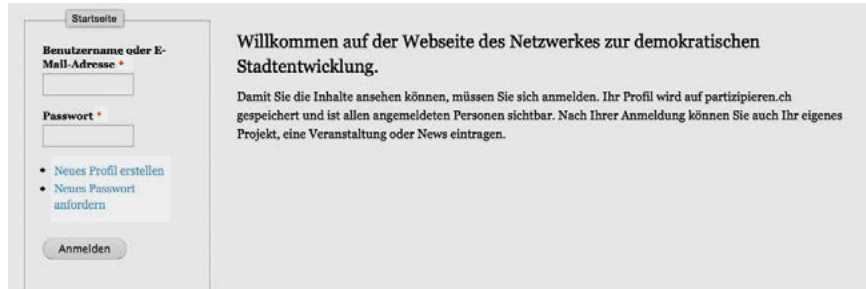 Startseite
Benutzername oder E-
Mail-Adresse *
Passwort *
• Neues Profil erstellen
• Neues Passwort
anfordern
Anmelden
Willkommen auf der Webseite des Netzwerkes zur demokratischen
Stadtentwicklung.
Damit Sie die Inhalte ansehen können, müssen Sie sich anmelden. Ihr Profil wird auf partizipieren.ch
gespeichert und ist allen angemeldeten Personen sichtbar. Nach Ihrer Anmeldung können Sie auch Ihr eigenes
Projekt, eine Veranstaltung oder News eintragen.